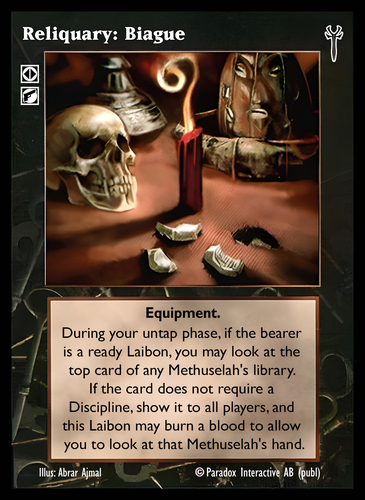 Reliquary: Biague
Equipment.
During your untap phase, if the bearer
is a ready Laibon, you may look at the
top card of any Methuselah's library.
If the card does not require a
Discipline, show it to all players, and
this Laibon may burn a blood to allow
you to look at that Methuselah's hand.
Illus: Abrar Ajmal © Paradox Interactive AB (publ)